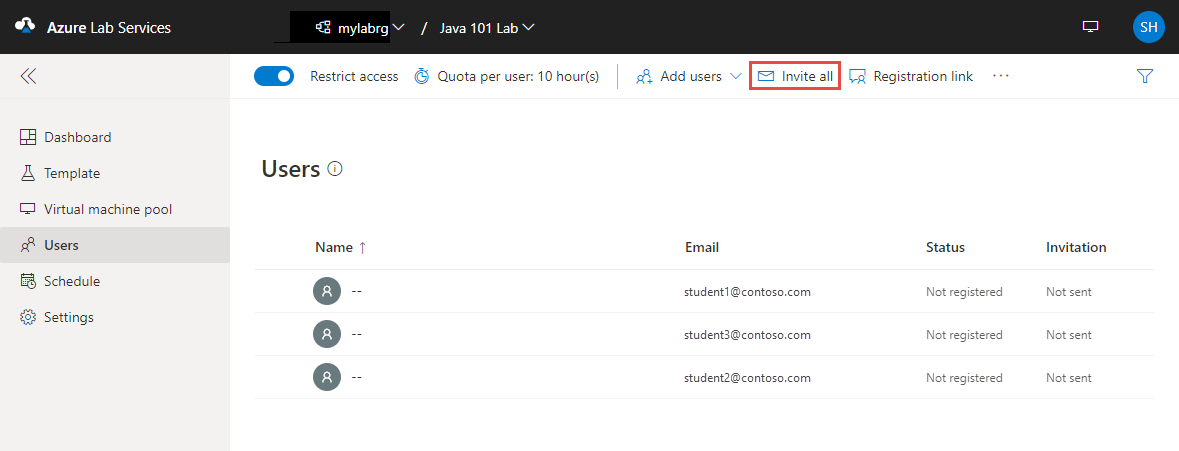 Azure Lab Services mylabrg / Java 101 Lab SH
Restrict access Quota per user: 10 hour(s) Add users Invite all Registration link ...
Dashboard
Template
Virtual machine pool
Users
Schedule
Settings
Users
Name ↑ Email Status Invitation
-- student1@contoso.com Not registered Not sent
-- student3@contoso.com Not registered Not sent
-- student2@contoso.com Not registered Not sent